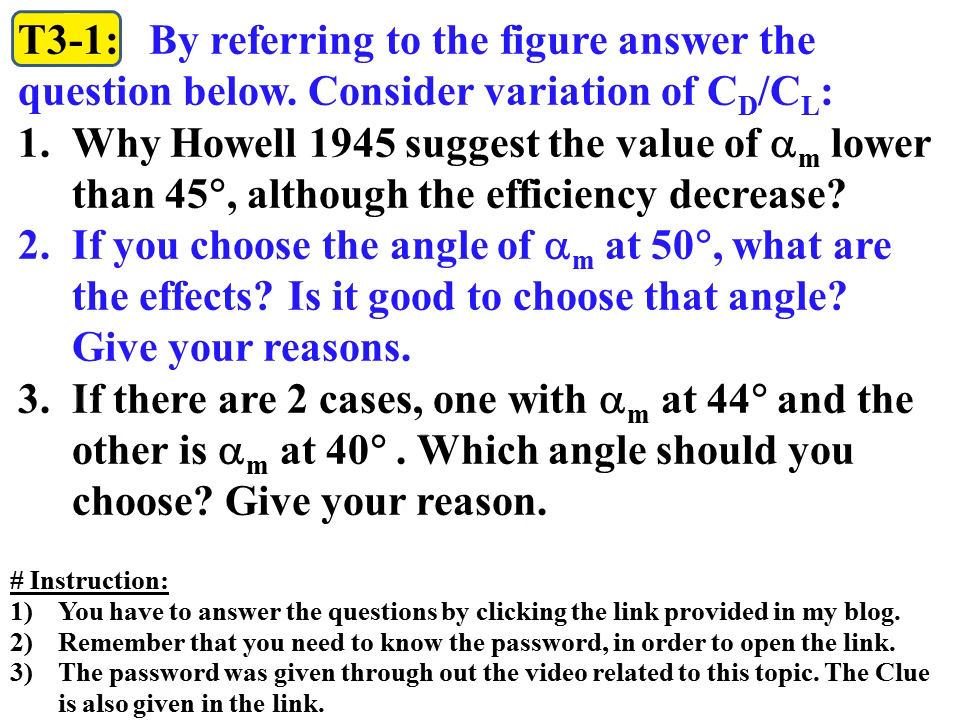 T3-1: By referring to the figure answer the
question below. Consider variation of CD/CL:
1. Why Howell 1945 suggest the value of αm lower
than 45°, although the efficiency decrease?
2. If you choose the angle of αm at 50°, what are
the effects? Is it good to choose that angle?
Give your reasons.
3. If there are 2 cases, one with αm at 44° and the
other is αm at 40° . Which angle should you
choose? Give your reason.
# Instruction:
1) You have to answer the questions by clicking the link provided in my blog.
2) Remember that you need to know the password, in order to open the link.
3) The password was given through out the video related to this topic. The Clue
is also given in the link.